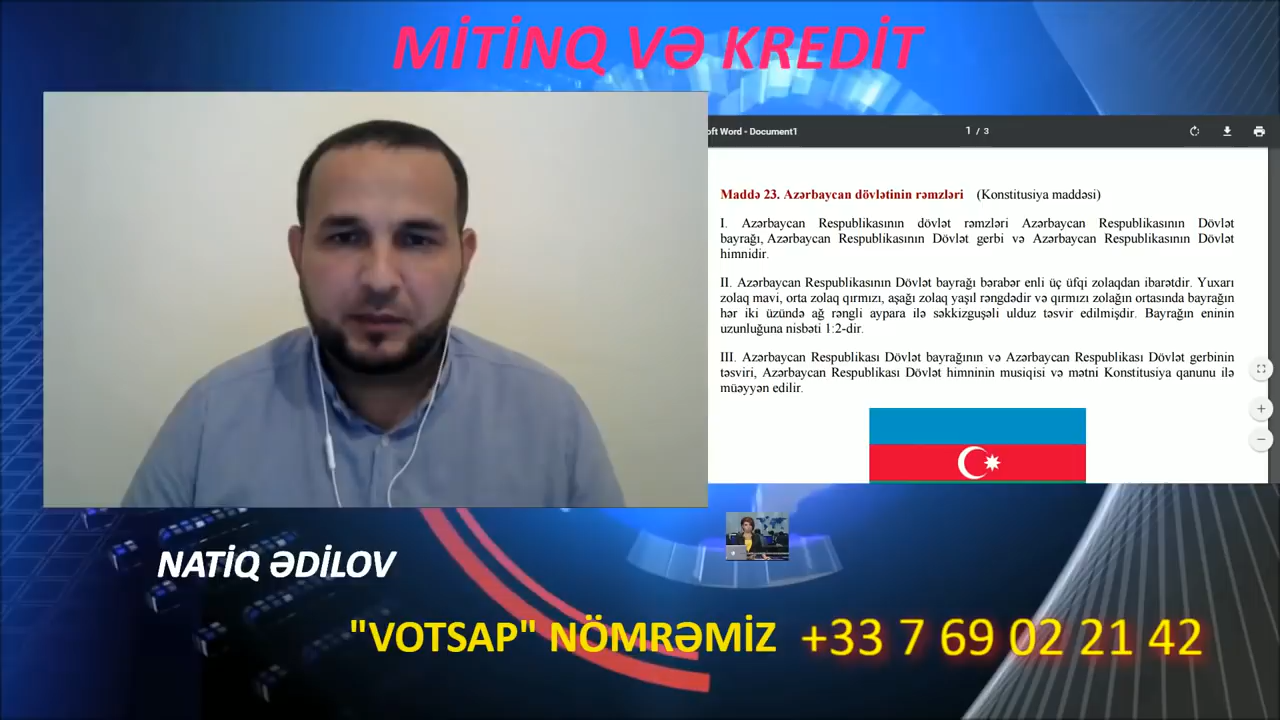 MİTİNQ VƏ KREDİT
oft Word - Document1
1 / 3
Maddə 23. Azərbaycan dövlətinin rəmzləri (Konstitusiya maddəsi)
I. Azərbaycan Respublikasının dövlət rəmzləri Azərbaycan Respublikasının Dövlət
bayrağı, Azərbaycan Respublikasının Dövlət gerbi və Azərbaycan Respublikasının Dövlət
himnidir.
II. Azərbaycan Respublikasının Dövlət bayrağı bərabər enli üç üfqi zolaqdan ibarətdir. Yuxarı
zolaq mavi, orta zolaq qırmızı, aşağı zolaq yaşıl rəngdədir və qırmızı zolağın ortasında bayrağın
hər iki üzündə ağ rəngli aypara ilə səkkizguşəli ulduz təsvir edilmişdir. Bayrağın eninin
uzunluğuna nisbəti 1:2-dir.
III. Azərbaycan Respublikası Dövlət bayrağının və Azərbaycan Respublikası Dövlət gerbinin
təsviri, Azərbaycan Respublikası Dövlət himninin musiqisi və mətni Konstitusiya qanunu ilə
müəyyən edilir.
NATİQ ƏDİLOV
"VOTSAP" NÖMRƏMİZ +33 7 69 02 21 42